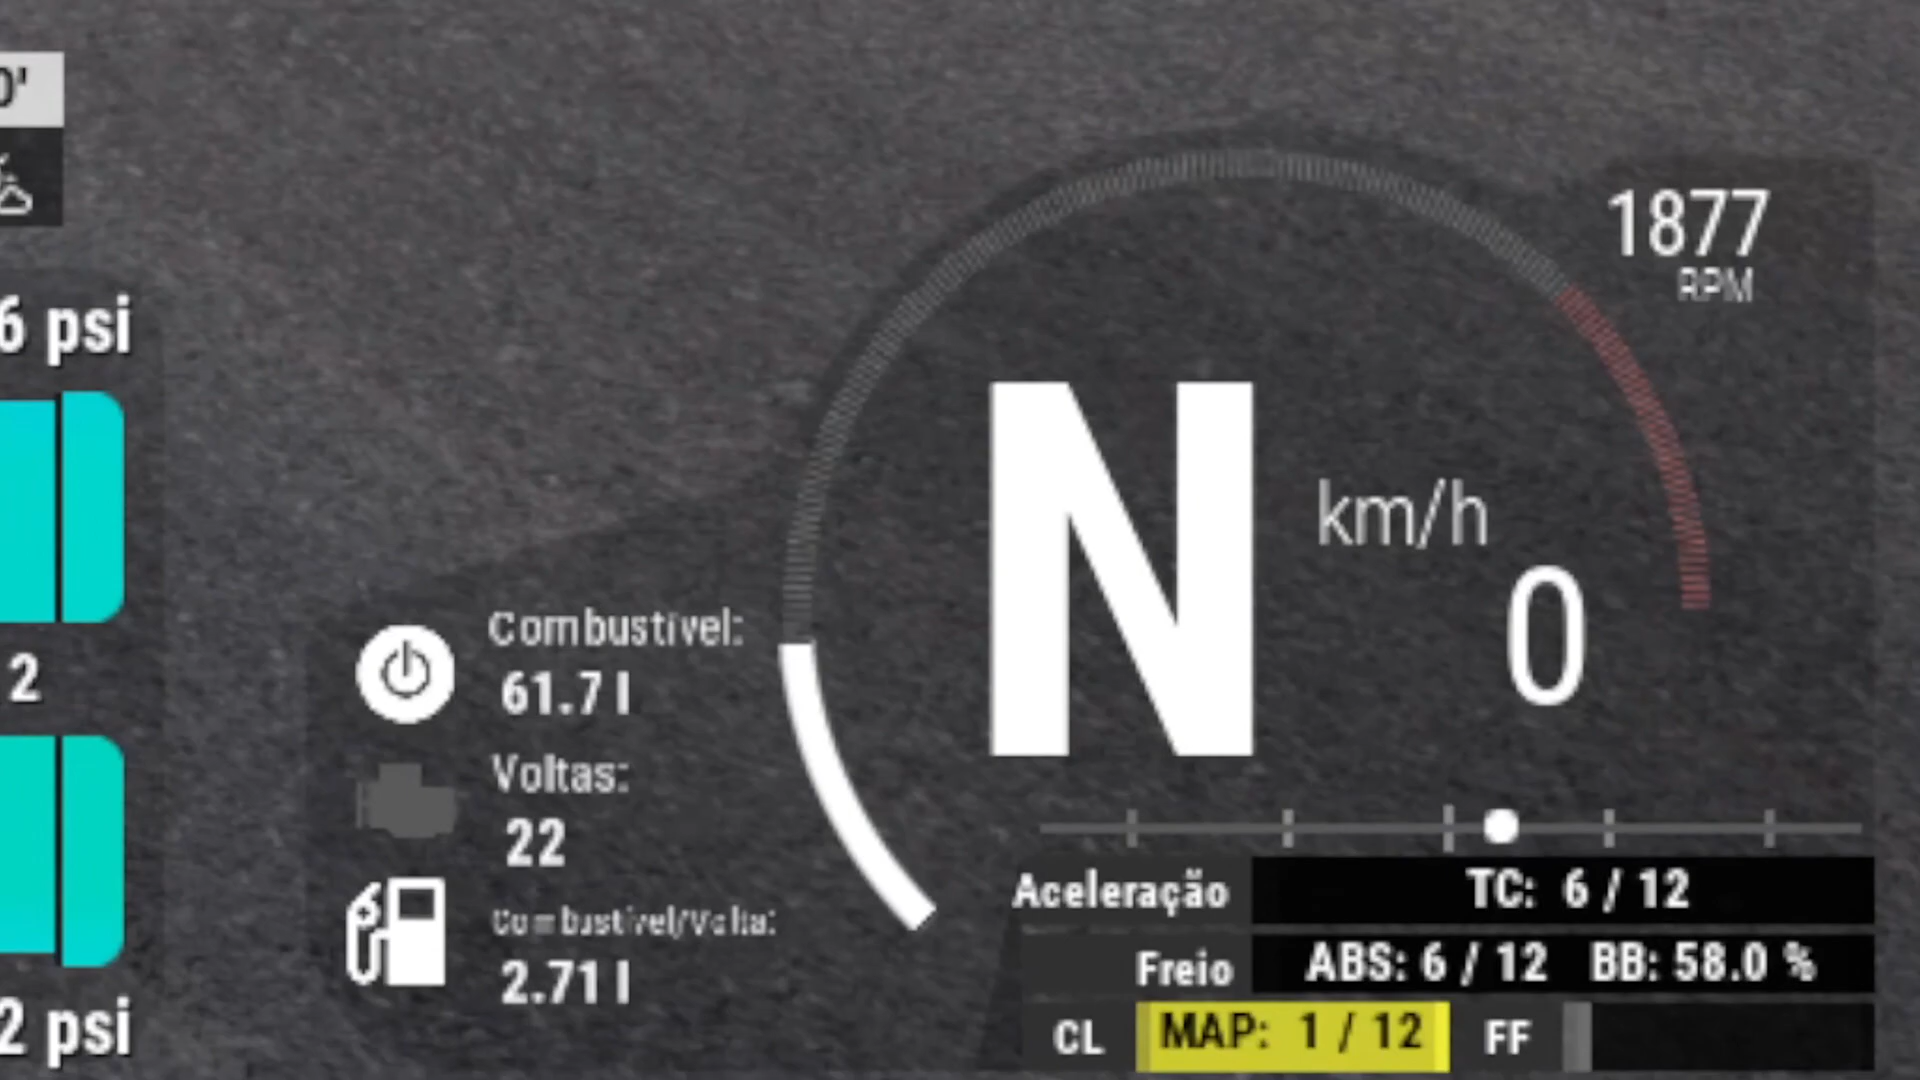 0'
6 psi
2
2 psi
1877
RPM
N
km/h
0
Combustível:
61.7 l
Voltas:
22
Combustível/Volta:
2.71 l
Aceleração TC: 6 / 12
Freio ABS: 6 / 12 BB: 58.0 %
CL MAP: 1 / 12 FF